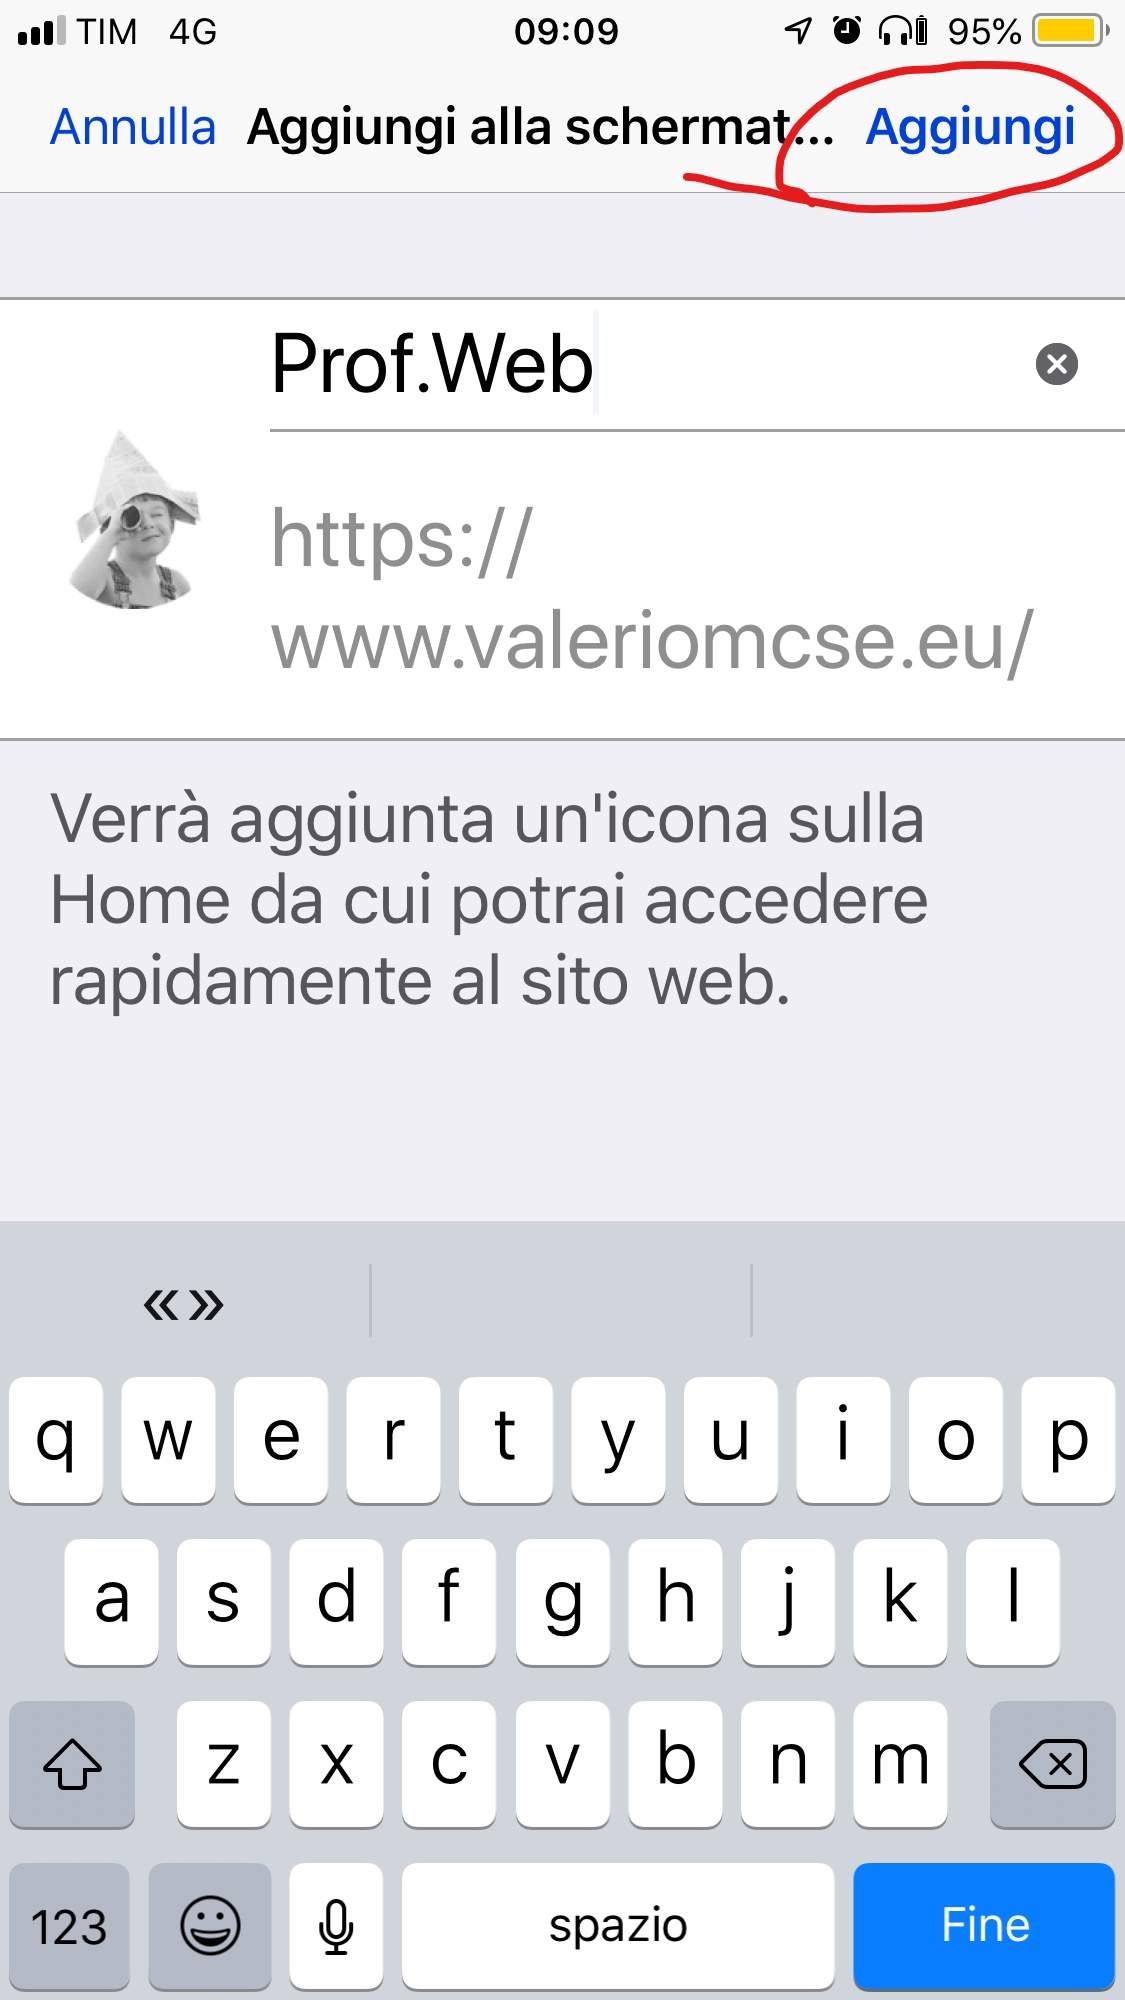 TIM 4G 09:09 95%
Annulla Aggiungi alla schermat... Aggiungi
Prof.Web
https://
www.valeriomcse.eu/
Verrà aggiunta un'icona sulla
Home da cui potrai accedere
rapidamente al sito web.
«»
q w e r t y u i o p
a s d f g h j k l
z x c v b n m
123 spazio Fine